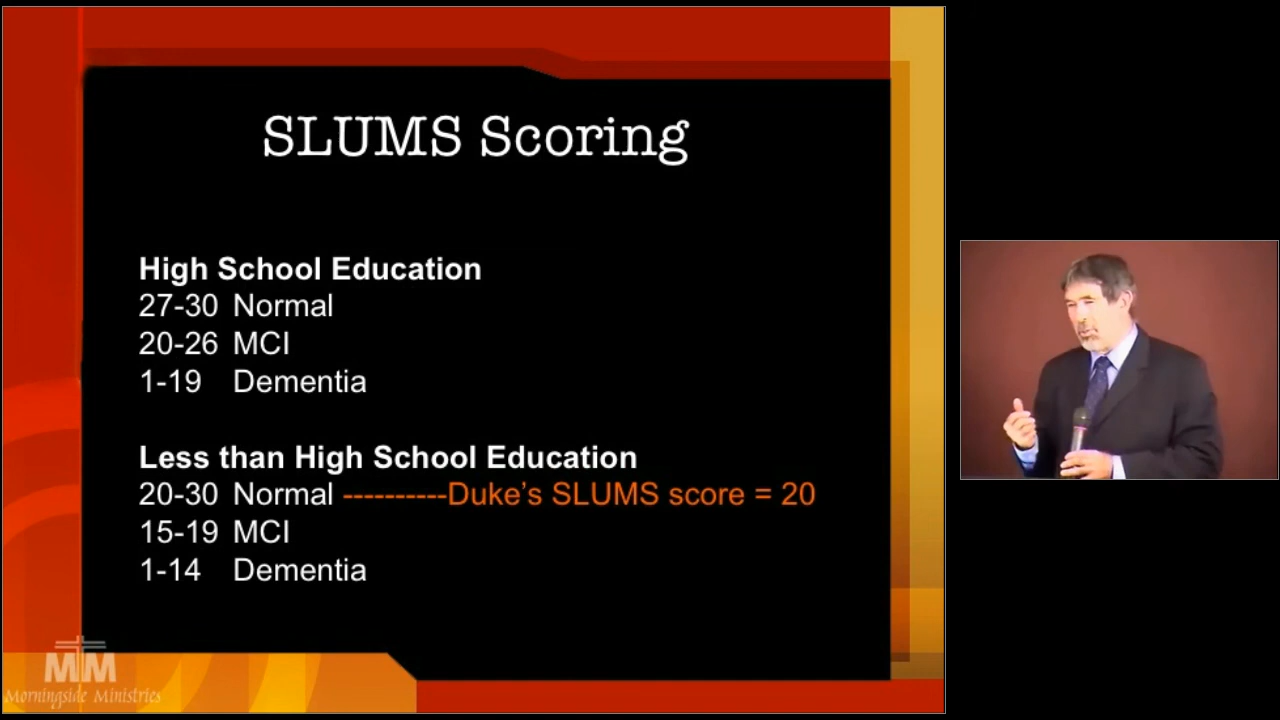 SLUMS Scoring
High School Education
27-30 Normal
20-26 MCI
1-19 Dementia
Less than High School Education
20-30 Normal ----------Duke's SLUMS score = 20
15-19 MCI
1-14 Dementia
MM
Morningside Ministries